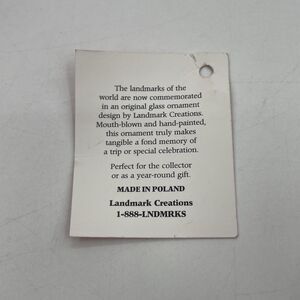 The landmarks of the
world are now commemorated
in an original glass ornament
design by Landmark Creations.
Mouth-blown and hand-painted,
this ornament truly makes
tangible a fond memory of
a trip or special celebration.
Perfect for the collector
or as a year-round gift.
MADE IN POLAND
Landmark Creations
1-888-LNDMRKS